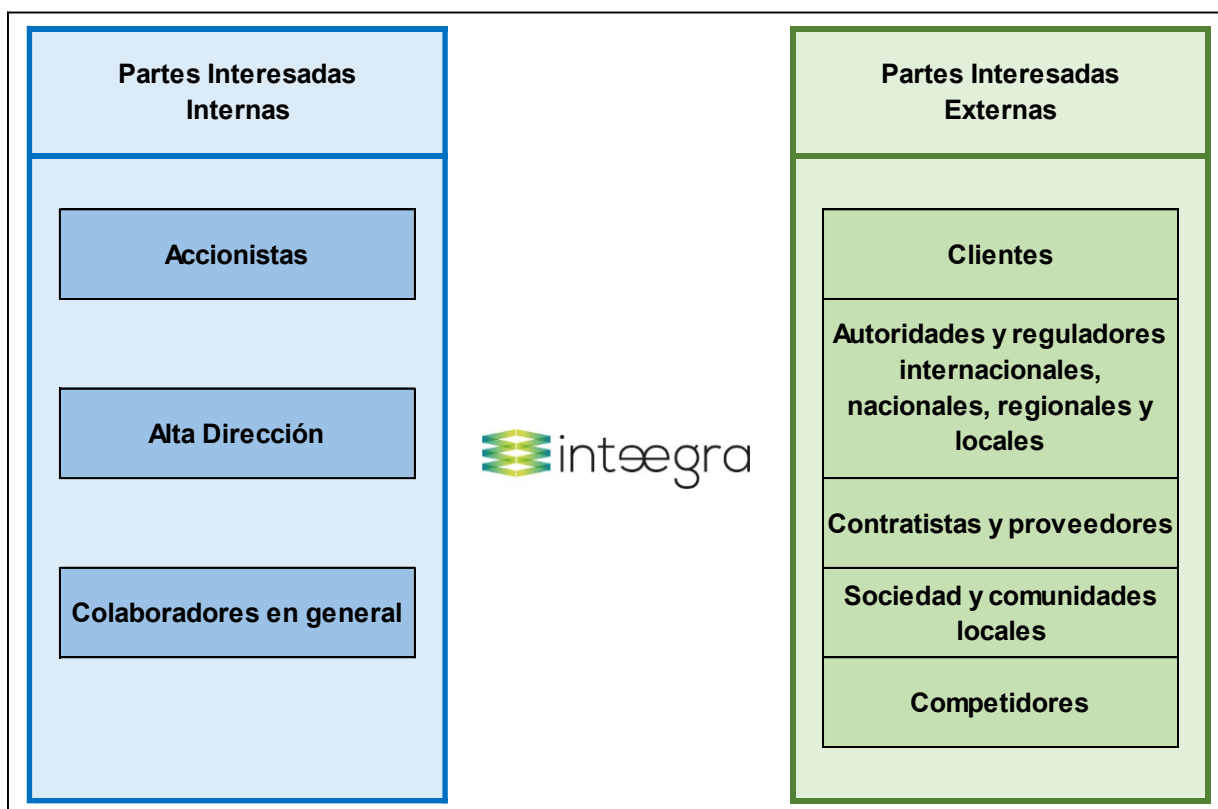 Partes Interesadas
Internas
Accionistas
Alta Dirección
Colaboradores en general
inteegra
Partes Interesadas
Externas
Clientes
Autoridades y reguladores
internacionales,
nacionales, regionales y
locales
Contratistas y proveedores
Sociedad y comunidades
locales
Competidores